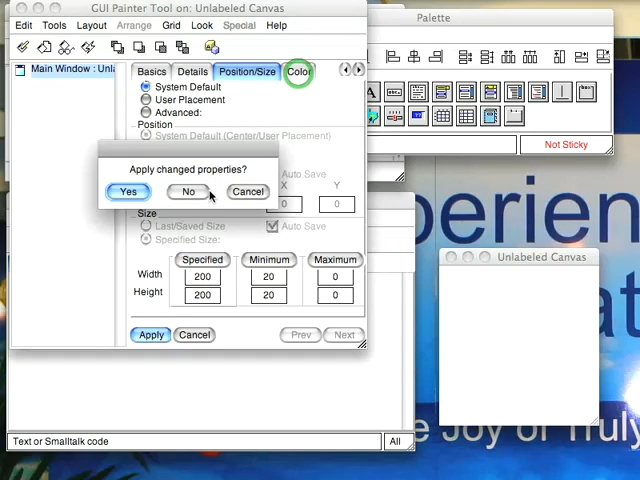 GUI Painter Tool on: Unlabeled Canvas
Edit Tools Layout Arrange Grid Look Special Help
Main Window : Unla
Basics Details Position/Size Color
System Default
User Placement
Advanced:
Position
System Default (Center/User Placement)
Apply changed properties?
Yes No Cancel
Auto Save
X Y
0 0
Size
Last/Saved Size Auto Save
Specified Size:
Specified Minimum Maximum
Width 200 20 0
Height 200 20 0
Apply Cancel Prev Next
Text or Smalltalk code All
Palette
A
Not Sticky
perien
Unlabeled Canvas
at
e Joy of Truly